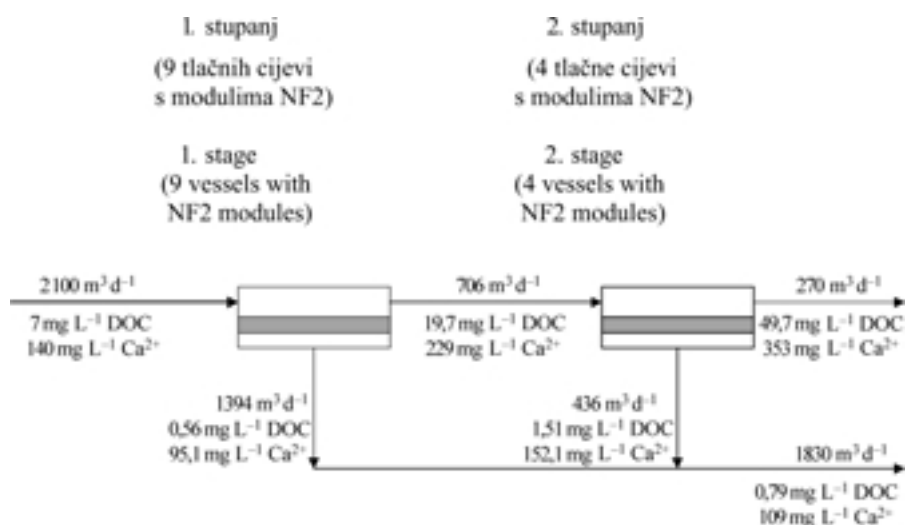 1. stupanj
2. stupanj
(9 tlačnih cijevi
s modulima NF2)
(4 tlačne cijevi
s modulima NF2)
1. stage
(9 vessels with
NF2 modules)
2. stage
(4 vessels with
NF2 modules)
2100 m³ d⁻¹
7 mg L⁻¹ DOC
140 mg L⁻¹ Ca²⁺
706 m³ d⁻¹
19,7 mg L⁻¹ DOC
229 mg L⁻¹ Ca²⁺
270 m³ d⁻¹
49,7 mg L⁻¹ DOC
353 mg L⁻¹ Ca²⁺
1394 m³ d⁻¹
0,56 mg L⁻¹ DOC
95,1 mg L⁻¹ Ca²⁺
436 m³ d⁻¹
1,51 mg L⁻¹ DOC
152,1 mg L⁻¹ Ca²⁺
1830 m³ d⁻¹
0,79 mg L⁻¹ DOC
109 mg L⁻¹ Ca²⁺